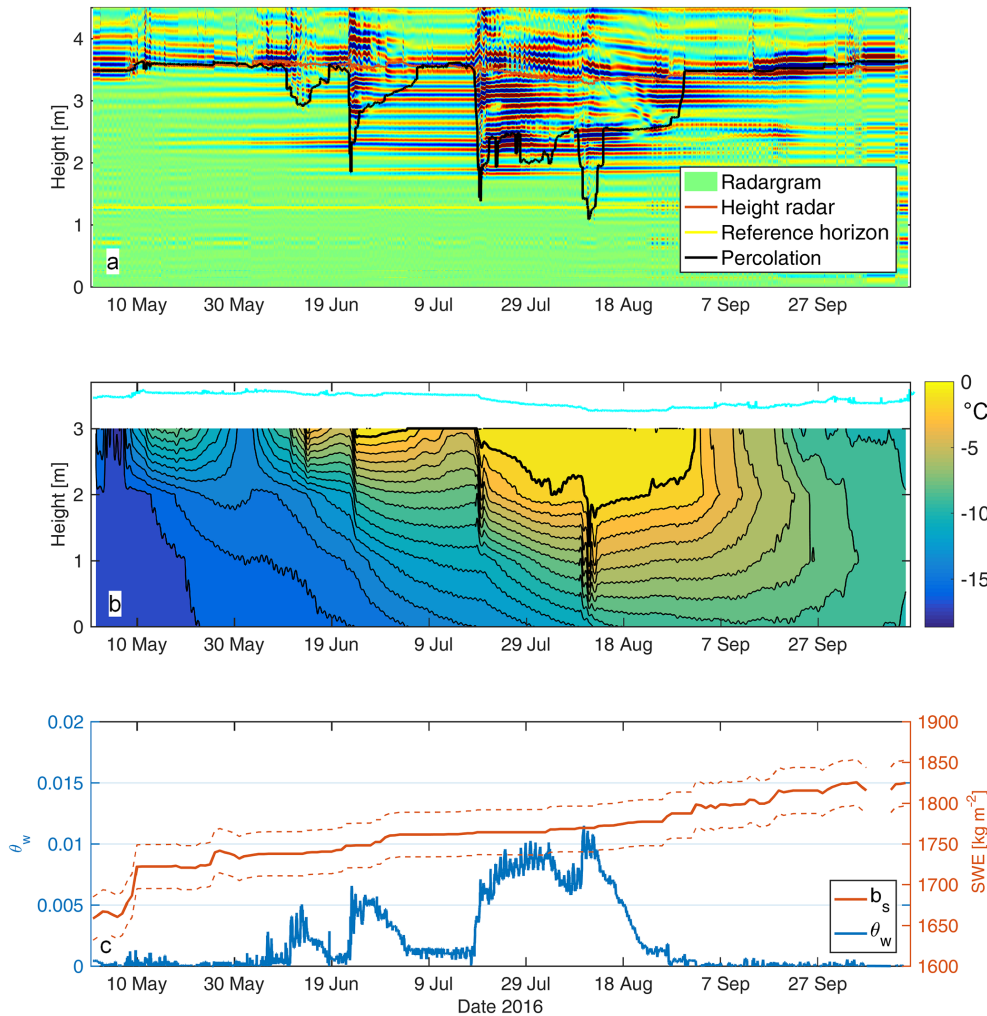 4
3
2
1
0
Height [m]
a
Radargram
Height radar
Reference horizon
Percolation
10 May 30 May 19 Jun 9 Jul 29 Jul 18 Aug 7 Sep 27 Sep
3
2
1
0
Height [m]
b
0
°C
-5
-10
-15
10 May 30 May 19 Jun 9 Jul 29 Jul 18 Aug 7 Sep 27 Sep
0.02
0.015
0.01
0.005
0
θw
c
1900
1850
1800
1750
1700
1650
1600
SWE [kg m-2]
bs
θw
10 May 30 May 19 Jun 9 Jul 29 Jul 18 Aug 7 Sep 27 Sep
Date 2016